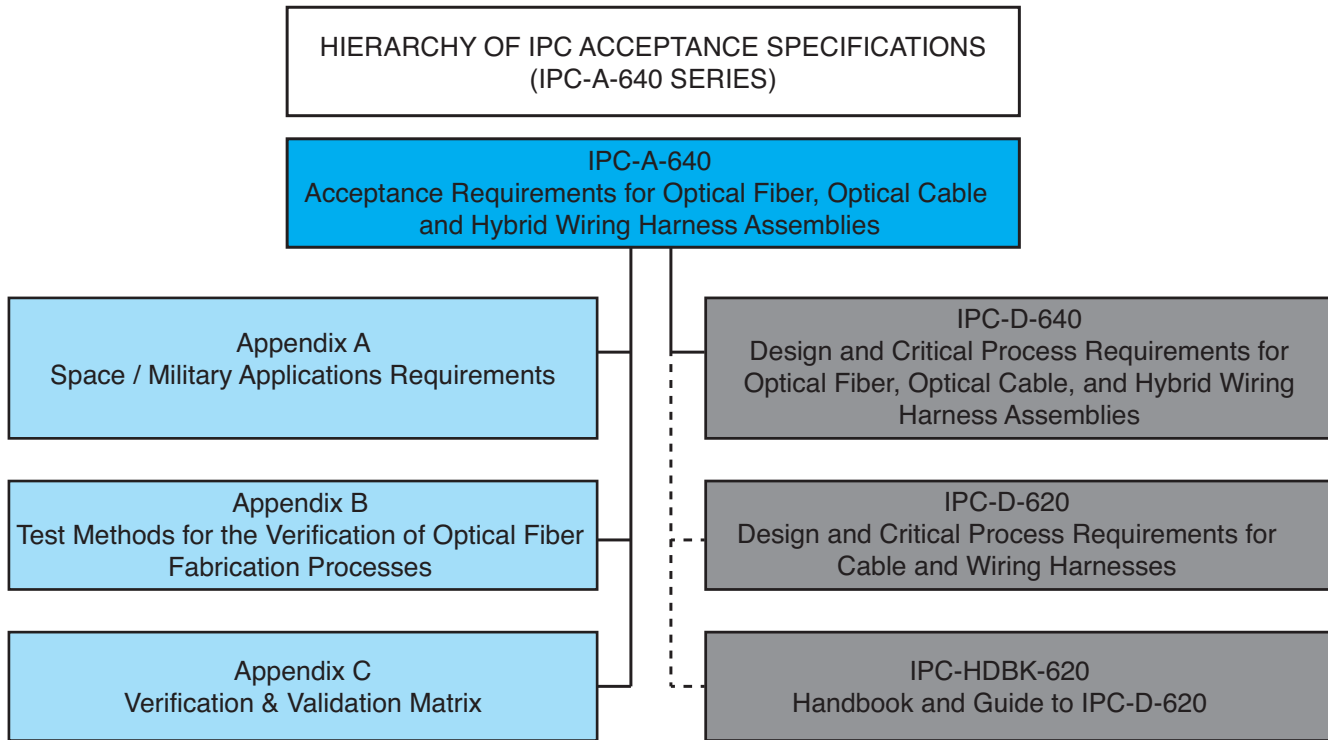 HIERARCHY OF IPC ACCEPTANCE SPECIFICATIONS
(IPC-A-640 SERIES)
IPC-A-640
Acceptance Requirements for Optical Fiber, Optical Cable
and Hybrid Wiring Harness Assemblies
Appendix A
Space / Military Applications Requirements
IPC-D-640
Design and Critical Process Requirements for
Optical Fiber, Optical Cable, and Hybrid Wiring
Harness Assemblies
Appendix B
Test Methods for the Verification of Optical Fiber
Fabrication Processes
IPC-D-620
Design and Critical Process Requirements for
Cable and Wiring Harnesses
Appendix C
Verification & Validation Matrix
IPC-HDBK-620
Handbook and Guide to IPC-D-620